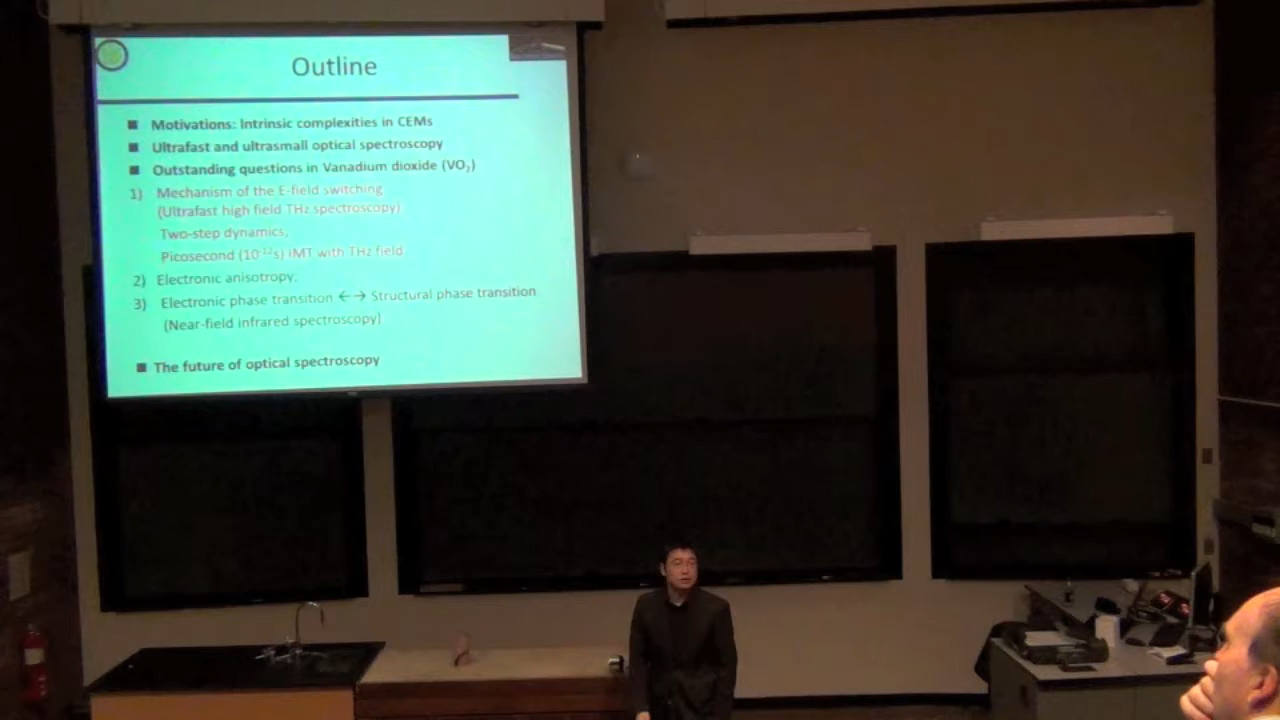 Outline
■ Motivations: Intrinsic complexities in CEMs
■ Ultrafast and ultrasmall optical spectroscopy
■ Outstanding questions in Vanadium dioxide (VO₂)
1) Mechanism of the E-field switching
(Ultrafast high field THz spectroscopy)
Two-step dynamics,
Picosecond (10⁻¹²s) IMT with THz field
2) Electronic anisotropy.
3) Electronic phase transition ←→ Structural phase transition
(Near-field infrared spectroscopy)
■ The future of optical spectroscopy